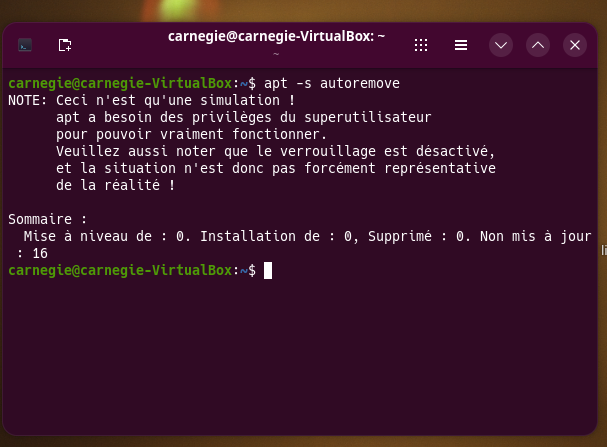 carnegie@carnegie-VirtualBox: ~
~
carnegie@carnegie-VirtualBox:~$ apt -s autoremove
NOTE: Ceci n'est qu'une simulation !
apt a besoin des privilèges du superutilisateur
pour pouvoir vraiment fonctionner.
Veuillez aussi noter que le verrouillage est désactivé,
et la situation n'est donc pas forcément représentative
de la réalité !
Sommaire :
Mise à niveau de : 0. Installation de : 0, Supprimé : 0. Non mis à jour
: 16
carnegie@carnegie-VirtualBox:~$